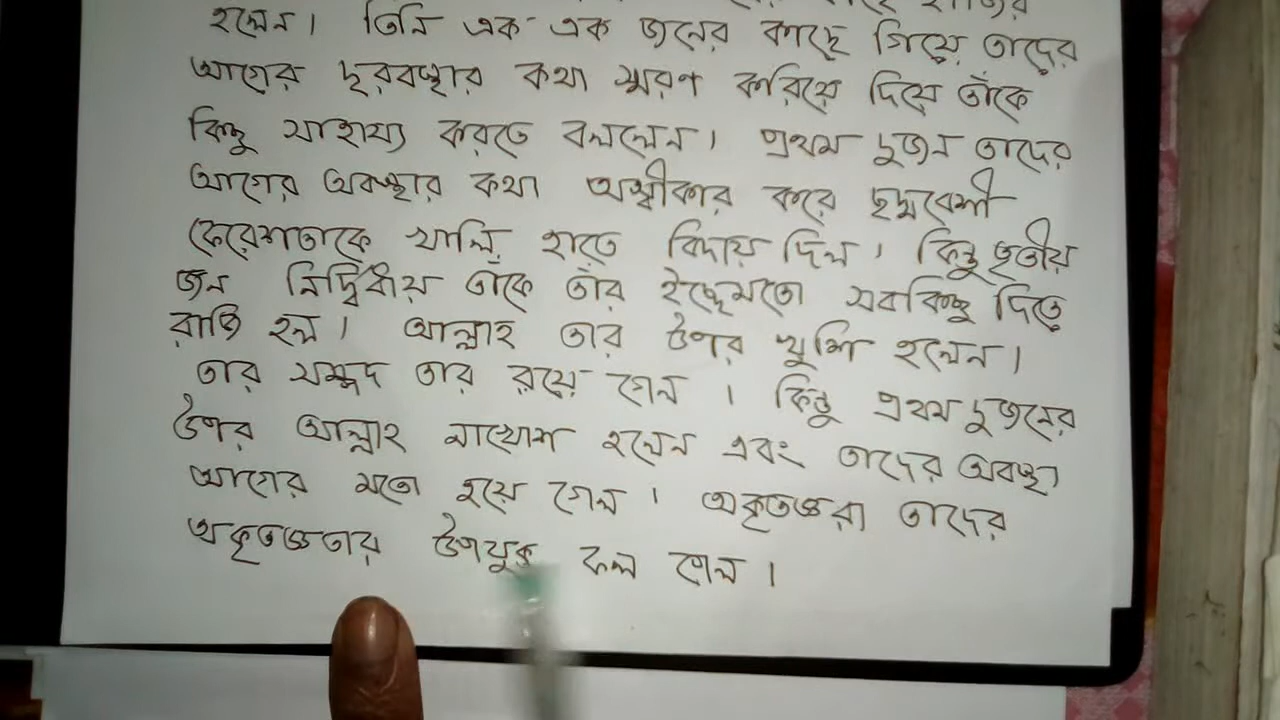 হলেন। তিনি এক এক জনের কাছে গিয়ে তাদের
আগের দুরবস্থার কথা স্মরণ করিয়ে দিয়ে তাঁকে
কিছু সাহায্য করতে বললেন। প্রথম দুজন তাদের
আগের অবস্থার কথা অস্বীকার করে ছদ্মবেশী
ফেরেশতাকে খালি হাতে বিদায় দিল। কিন্তু তৃতীয়
জন নির্দ্বিধায় তাঁকে তাঁর ইচ্ছেমতো সবকিছু দিতে
রাজি হল। আল্লাহ তার উপর খুশি হলেন।
তার সম্পদ তার রয়ে গেল। কিন্তু প্রথম দুজনের
উপর আল্লাহ নাখোশ হলেন এবং তাদের অবস্থা
আগের মতো হয়ে গেল। অকৃতজ্ঞরা তাদের
অকৃতজ্ঞতার উপযুক্ত ফল পেল।